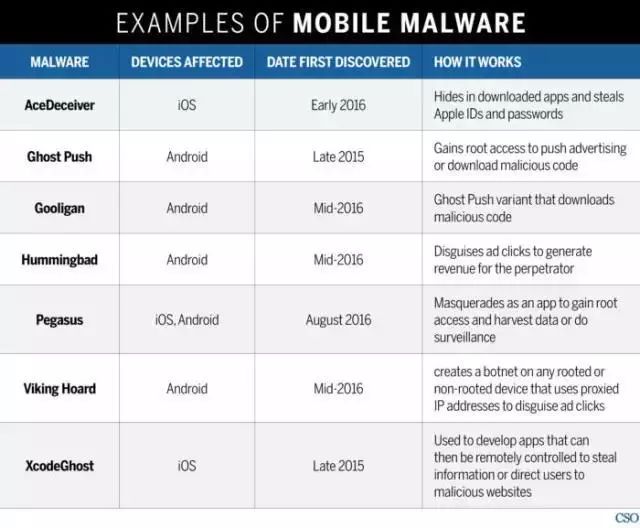 EXAMPLES OF MOBILE MALWARE
MALWARE DEVICES AFFECTED DATE FIRST DISCOVERED HOW IT WORKS
AceDeceiver iOS Early 2016 Hides in downloaded apps and steals
Apple IDs and passwords
Ghost Push Android Late 2015 Gains root access to push advertising
or download malicious code
Gooligan Android Mid-2016 Ghost Push variant that downloads
malicious code
Hummingbad Android Mid-2016 Disguises ad clicks to generate
revenue for the perpetrator
Pegasus iOS, Android August 2016 Masquerades as an app to gain root
access and harvest data or do
surveillance
Viking Hoard Android Mid-2016 creates a botnet on any rooted or
non-rooted device that uses proxied
IP addresses to disguise ad clicks
XcodeGhost iOS Late 2015 Used to develop apps that can
then be remotely controlled to steal
information or direct users to
malicious websites
CSO